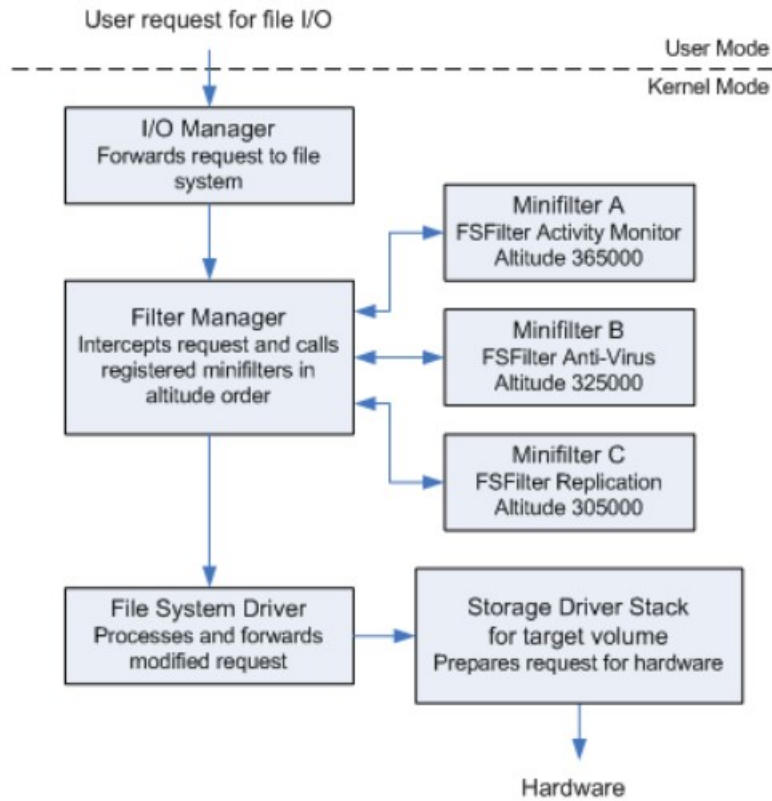 User request for file I/O
User Mode
Kernel Mode
I/O Manager
Forwards request to file
system
Minifilter A
FSFilter Activity Monitor
Altitude 365000
Filter Manager
Intercepts request and calls
registered minifilters in
altitude order
Minifilter B
FSFilter Anti-Virus
Altitude 325000
Minifilter C
FSFilter Replication
Altitude 305000
File System Driver
Processes and forwards
modified request
Storage Driver Stack
for target volume
Prepares request for hardware
Hardware